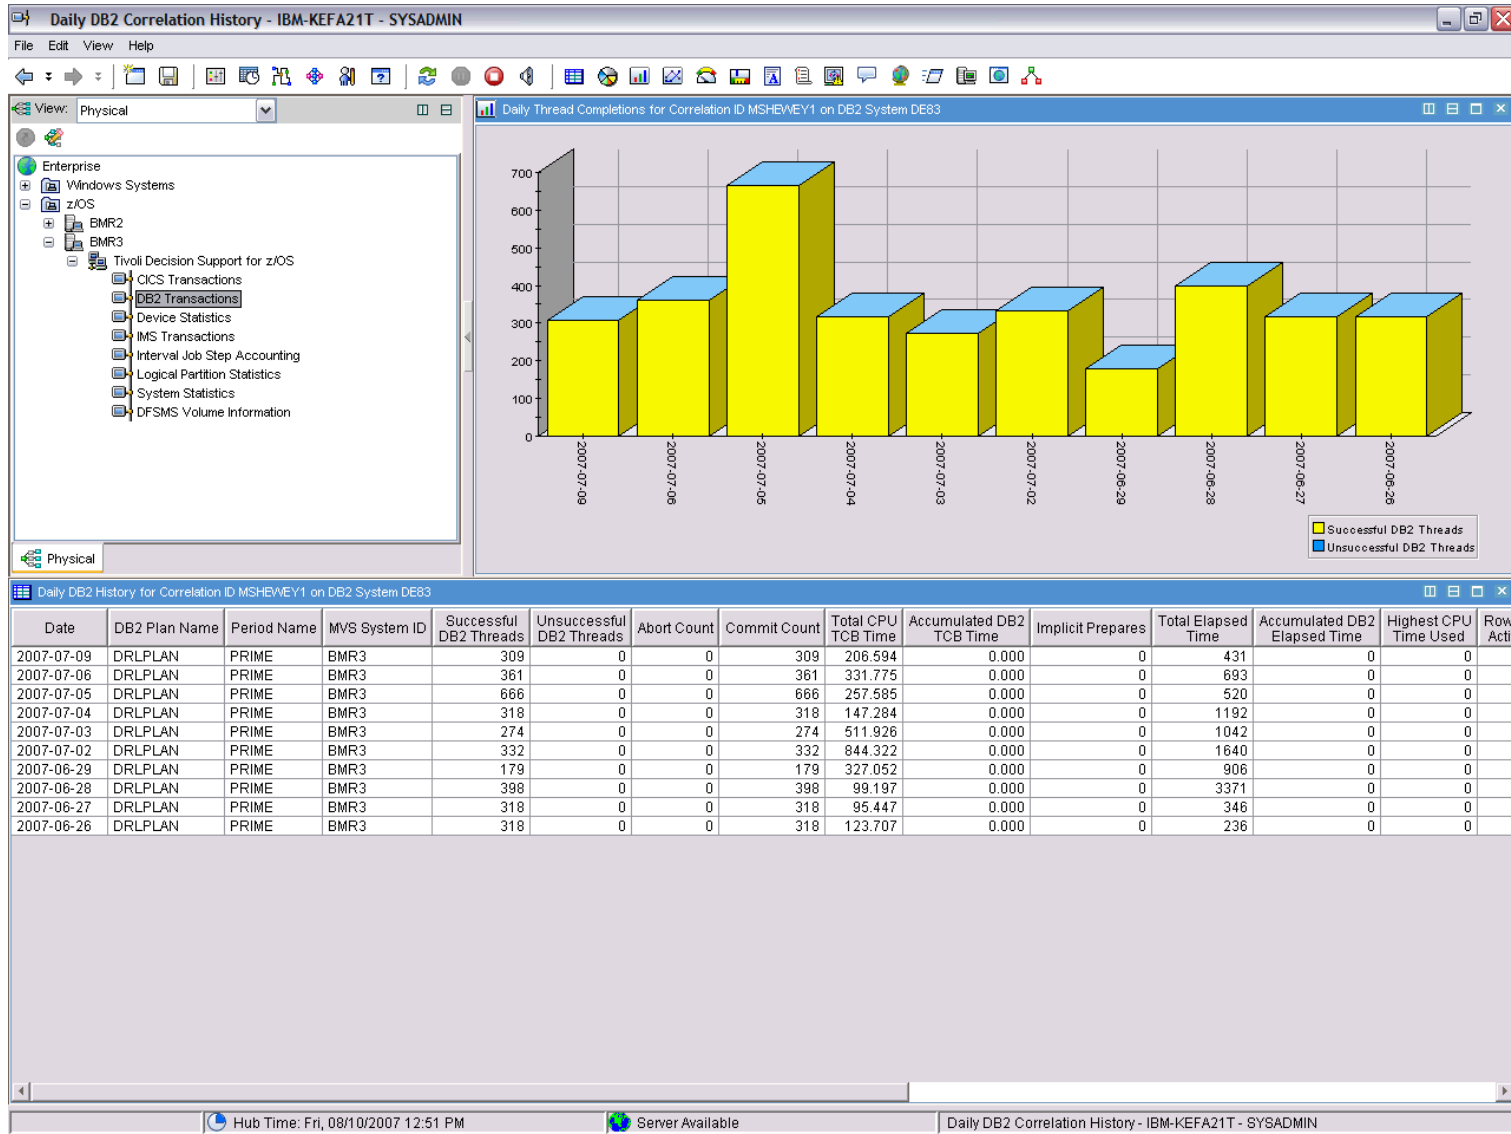 Daily DB2 Correlation History - IBM-KEFA21T - SYSADMIN
File Edit View Help
View: Physical
Enterprise
Windows Systems
z/OS
BMR2
BMR3
Tivoli Decision Support for z/OS
CICS Transactions
DB2 Transactions
Device Statistics
IMS Transactions
Interval Job Step Accounting
Logical Partition Statistics
System Statistics
DFSMS Volume Information
Physical
Daily Thread Completions for Correlation ID MSHEWEY1 on DB2 System DE83
700
600
500
400
300
200
100
0
2007-07-09 2007-07-06 2007-07-05 2007-07-04 2007-07-03 2007-07-02 2007-06-29 2007-06-28 2007-06-27 2007-06-26
Successful DB2 Threads
Unsuccessful DB2 Threads
Daily DB2 History for Correlation ID MSHEWEY1 on DB2 System DE83
Date DB2 Plan Name Period Name MVS System ID Successful DB2 Threads Unsuccessful DB2 Threads Abort Count Commit Count Total CPU TCB Time Accumulated DB2 TCB Time Implicit Prepares Total Elapsed Time Accumulated DB2 Elapsed Time Highest CPU Time Used Row Acti
2007-07-09 DRLPLAN PRIME BMR3 309 0 0 309 206.594 0.000 0 431 0 0
2007-07-06 DRLPLAN PRIME BMR3 361 0 0 361 331.775 0.000 0 693 0 0
2007-07-05 DRLPLAN PRIME BMR3 666 0 0 666 257.585 0.000 0 520 0 0
2007-07-04 DRLPLAN PRIME BMR3 318 0 0 318 147.284 0.000 0 1192 0 0
2007-07-03 DRLPLAN PRIME BMR3 274 0 0 274 511.926 0.000 0 1042 0 0
2007-07-02 DRLPLAN PRIME BMR3 332 0 0 332 844.322 0.000 0 1640 0 0
2007-06-29 DRLPLAN PRIME BMR3 179 0 0 179 327.052 0.000 0 906 0 0
2007-06-28 DRLPLAN PRIME BMR3 398 0 0 398 99.197 0.000 0 3371 0 0
2007-06-27 DRLPLAN PRIME BMR3 318 0 0 318 95.447 0.000 0 346 0 0
2007-06-26 DRLPLAN PRIME BMR3 318 0 0 318 123.707 0.000 0 236 0 0
Hub Time: Fri, 08/10/2007 12:51 PM
Server Available
Daily DB2 Correlation History - IBM-KEFA21T - SYSADMIN